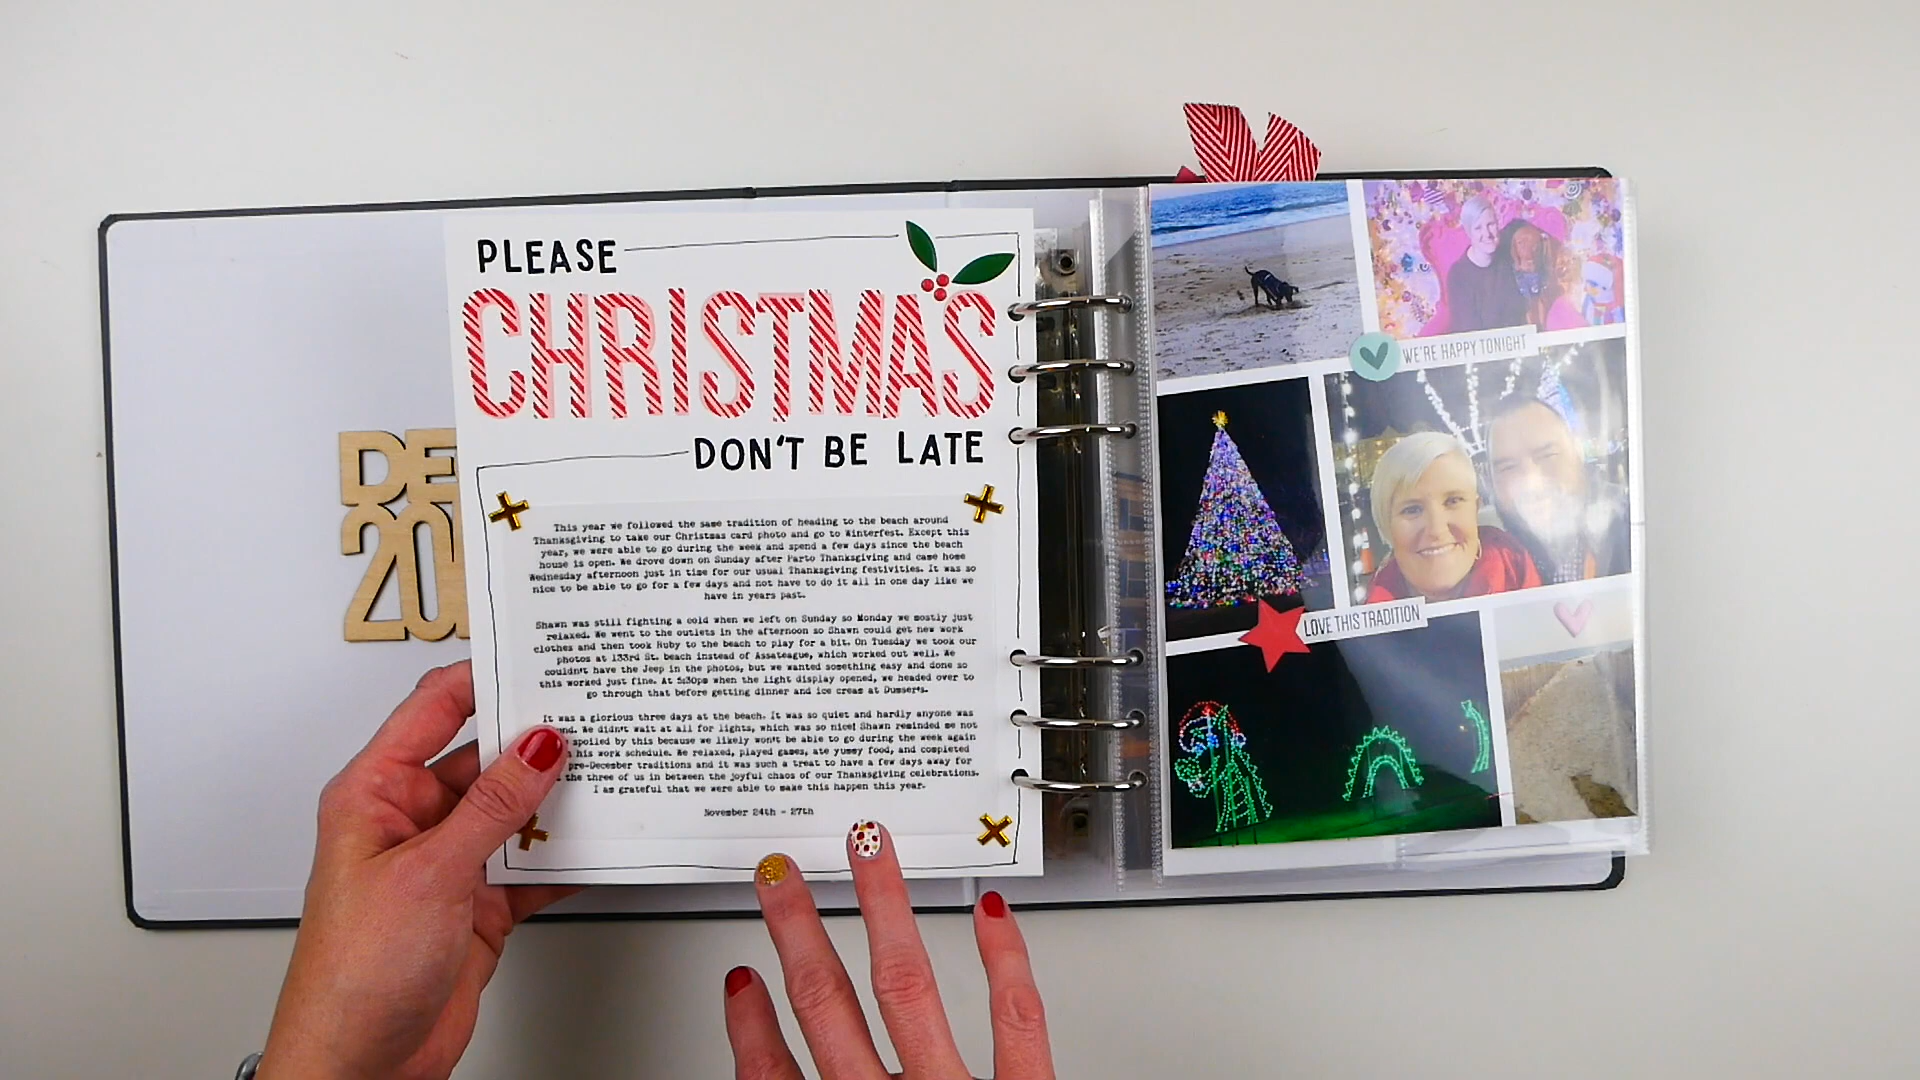 PLEASE
CHRISTMAS
DON'T BE LATE
DE
20
This year we followed the same tradition of heading to the beach around
Thanksgiving to take our Christmas card photo and go to Winterfest. Except this
year, we were able to go during the week and spend a few days since the beach
house is open. We drove down on Sunday after Parto Thanksgiving and came home
Wednesday afternoon just in time for our usual Thanksgiving festivities. It was so
nice to be able to go for a few days and not have to do it all in one day like we
have in years past.
Shawn was still fighting a cold when we left on Sunday so Monday we mostly just
relaxed. We went to the outlets in the afternoon so Shawn could get new work
clothes and then took Ruby to the beach to play for a bit. On Tuesday we took our
photos at 133rd St. beach instead of Assateague, which worked out well. We
couldn't have the Jeep in the photos, but we wanted something easy and done so
this worked just fine. At 5:30pm when the light display opened, we headed over to
go through that before getting dinner and ice cream at Dumser's.
It was a glorious three days at the beach. It was so quiet and hardly anyone was
We didn't wait at all for lights, which was so nice! Shawn reminded me not
spoiled by this because we likely won't be able to go during the week again
his work schedule. We relaxed, played games, ate yummy food, and completed
pre-December traditions and it was such a treat to have a few days away for
the three of us in between the joyful chaos of our Thanksgiving celebrations.
I am grateful that we were able to make this happen this year.
November 24th - 27th
WE'RE HAPPY TONIGHT
LOVE THIS TRADITION